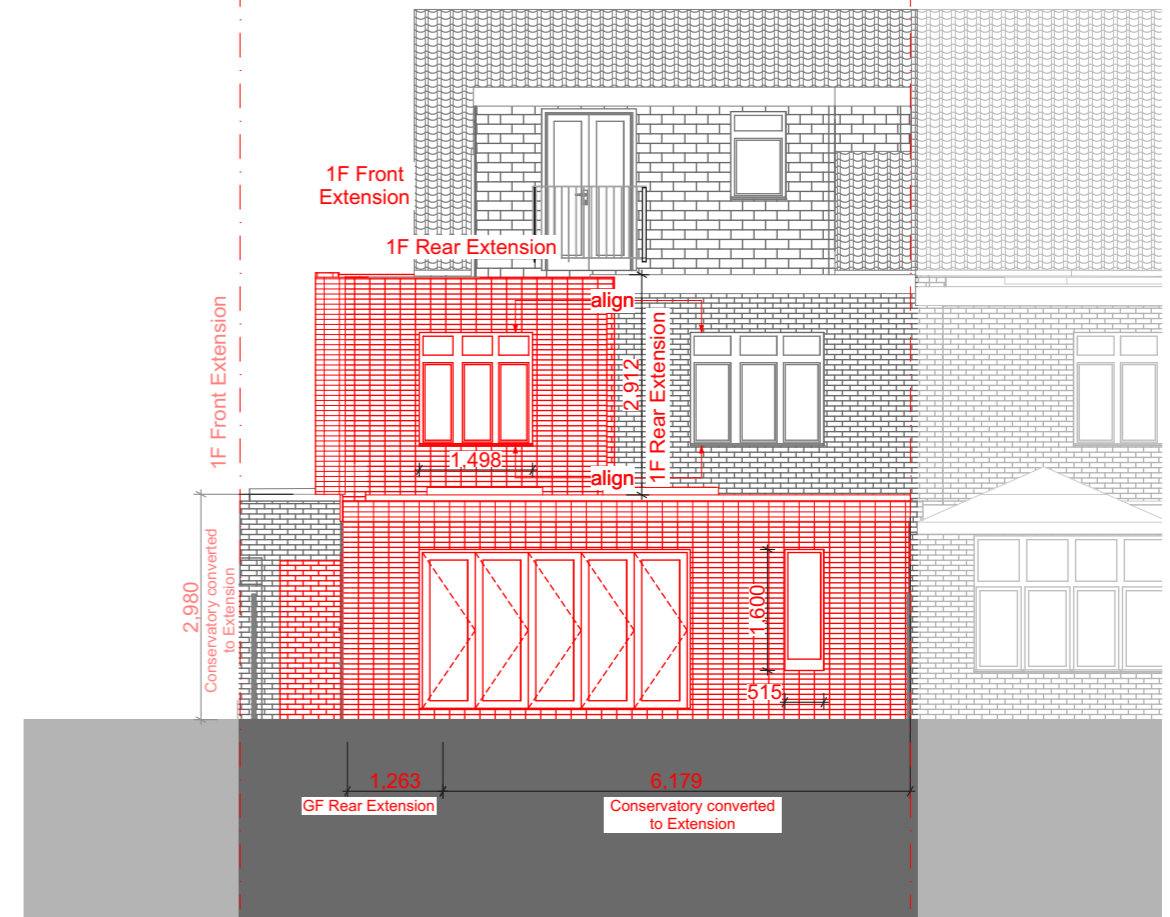 1F Front
Extension
1F Rear Extension
align
1F Front Extension
2,912
1F Rear Extension
1,498
align
2,980
Conservatory converted
to Extension
1,600
515
1,263
6,179
GF Rear Extension
Conservatory converted
to Extension